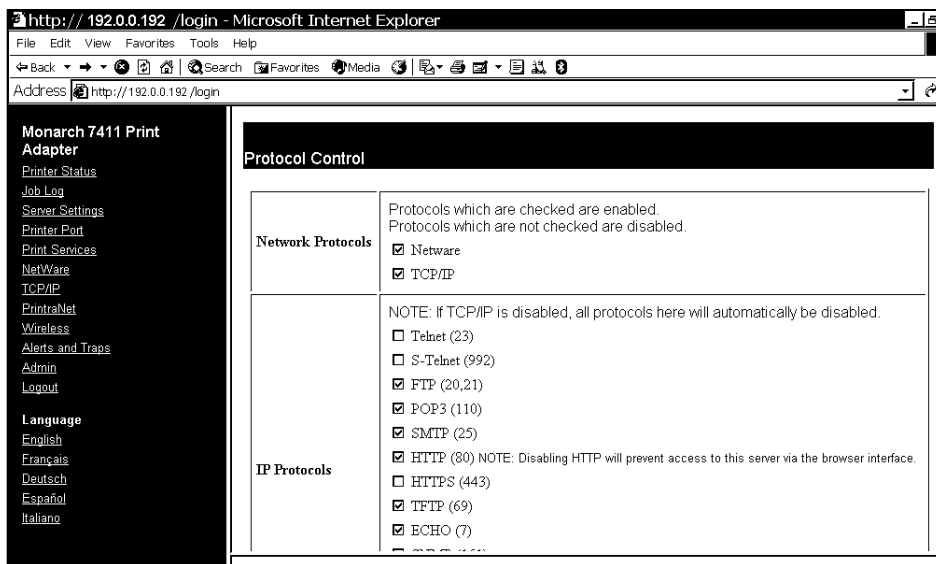 http:// 192.0.0.192 /login - Microsoft Internet Explorer
File Edit View Favorites Tools Help
Back Search Favorites Media
Address http://192.0.0.192 /login
Monarch 7411 Print
Adapter
Printer Status
Job Log
Server Settings
Printer Port
Print Services
NetWare
TCP/IP
PrintraNet
Wireless
Alerts and Traps
Admin
Logout
Language
English
Français
Deutsch
Español
Italiano
Protocol Control
Network Protocols
Protocols which are checked are enabled.
Protocols which are not checked are disabled.
Netware
TCP/IP
IP Protocols
NOTE: If TCP/IP is disabled, all protocols here will automatically be disabled.
Telnet (23)
S-Telnet (992)
FTP (20,21)
POP3 (110)
SMTP (25)
HTTP (80) NOTE: Disabling HTTP will prevent access to this server via the browser interface.
HTTPS (443)
TFTP (69)
ECHO (7)